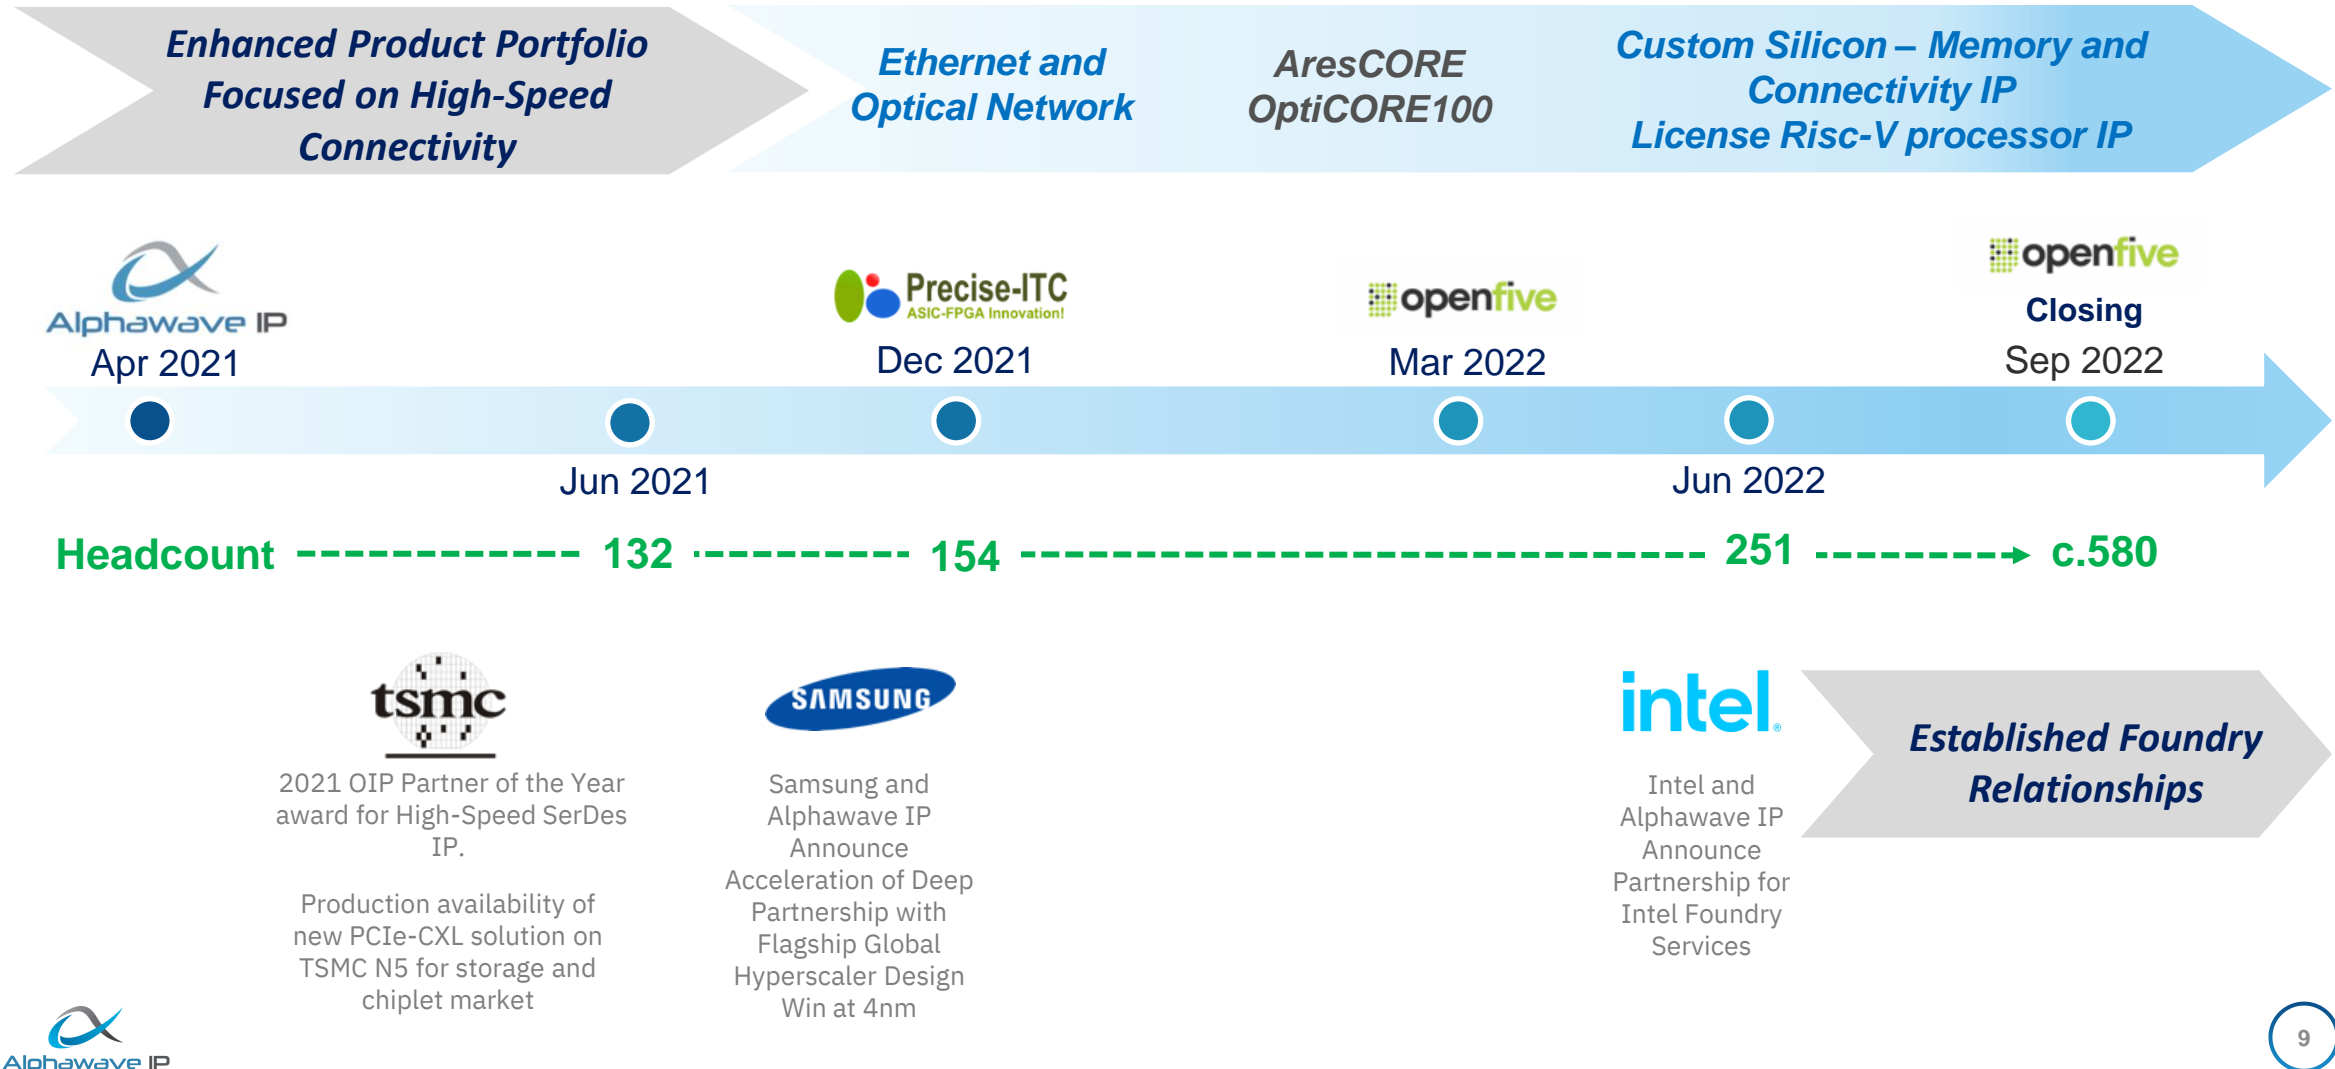 Enhanced Product Portfolio
Focused on High-Speed
Connectivity
Ethernet and
Optical Network
AresCORE
OptiCORE100
Custom Silicon – Memory and
Connectivity IP
License Risc-V processor IP
Alphawave IP
Apr 2021
Precise-ITC
ASIC-FPGA Innovation!
Dec 2021
openfive
Mar 2022
openfive
Closing
Sep 2022
Jun 2021
Jun 2022
Headcount
132
154
251
c.580
tsmc
2021 OIP Partner of the Year
award for High-Speed SerDes
IP.
Production availability of
new PCIe-CXL solution on
TSMC N5 for storage and
chiplet market
SAMSUNG
Samsung and
Alphawave IP
Announce
Acceleration of Deep
Partnership with
Flagship Global
Hyperscaler Design
Win at 4nm
intel®
Intel and
Alphawave IP
Announce
Partnership for
Intel Foundry
Services
Established Foundry
Relationships
Alphawave IP
9